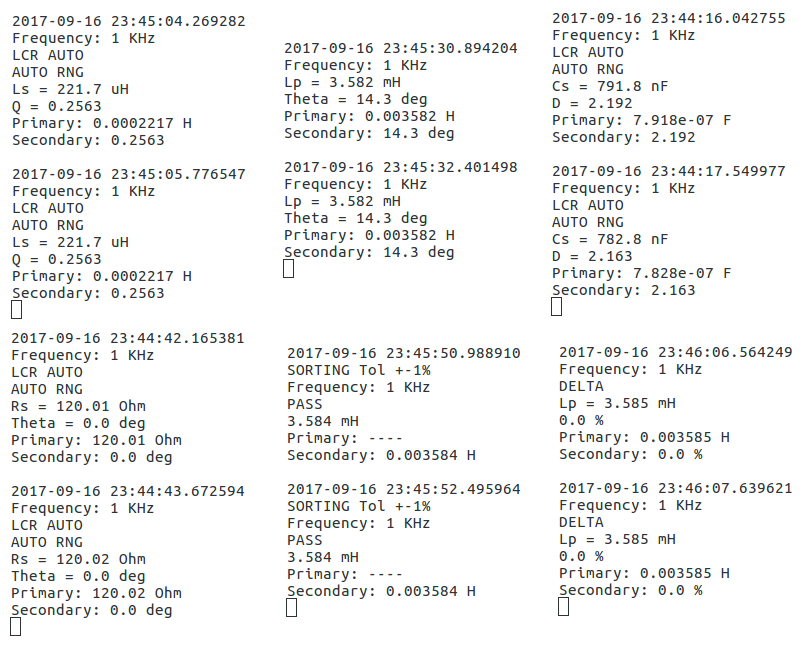 2017-09-16 23:45:04.269282
Frequency: 1 KHz
LCR AUTO
AUTO RNG
Ls = 221.7 uH
Q = 0.2563
Primary: 0.0002217 H
Secondary: 0.2563
2017-09-16 23:45:05.776547
Frequency: 1 KHz
LCR AUTO
AUTO RNG
Ls = 221.7 uH
Q = 0.2563
Primary: 0.0002217 H
Secondary: 0.2563
2017-09-16 23:45:30.894204
Frequency: 1 KHz
Lp = 3.582 mH
Theta = 14.3 deg
Primary: 0.003582 H
Secondary: 14.3 deg
2017-09-16 23:45:32.401498
Frequency: 1 KHz
Lp = 3.582 mH
Theta = 14.3 deg
Primary: 0.003582 H
Secondary: 14.3 deg
2017-09-16 23:44:16.042755
Frequency: 1 KHz
LCR AUTO
AUTO RNG
Cs = 791.8 nF
D = 2.192
Primary: 7.918e-07 F
Secondary: 2.192
2017-09-16 23:44:17.549977
Frequency: 1 KHz
LCR AUTO
AUTO RNG
Cs = 782.8 nF
D = 2.163
Primary: 7.828e-07 F
Secondary: 2.163
2017-09-16 23:44:42.165381
Frequency: 1 KHz
LCR AUTO
AUTO RNG
Rs = 120.01 Ohm
Theta = 0.0 deg
Primary: 120.01 Ohm
Secondary: 0.0 deg
2017-09-16 23:44:43.672594
Frequency: 1 KHz
LCR AUTO
AUTO RNG
Rs = 120.02 Ohm
Theta = 0.0 deg
Primary: 120.02 Ohm
Secondary: 0.0 deg
2017-09-16 23:45:50.988910
SORTING Tol +-1%
Frequency: 1 KHz
PASS
3.584 mH
Primary: ----
Secondary: 0.003584 H
2017-09-16 23:45:52.495964
SORTING Tol +-1%
Frequency: 1 KHz
PASS
3.584 mH
Primary: ----
Secondary: 0.003584 H
2017-09-16 23:46:06.564249
Frequency: 1 KHz
DELTA
Lp = 3.585 mH
0.0 %
Primary: 0.003585 H
Secondary: 0.0 %
2017-09-16 23:46:07.639621
Frequency: 1 KHz
DELTA
Lp = 3.585 mH
0.0 %
Primary: 0.003585 H
Secondary: 0.0 %